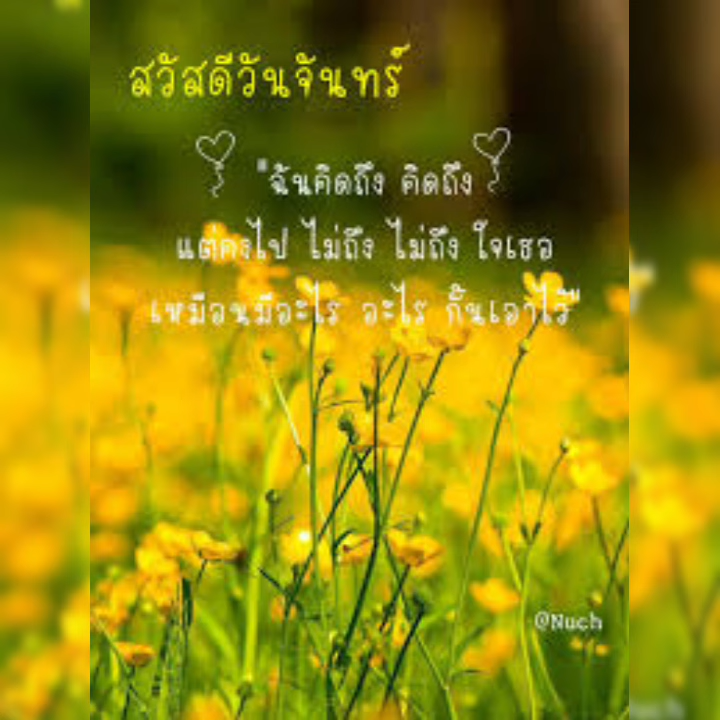 สวัสดีวันจันทร์
"ฉันคิดถึง คิดถึง
แต่คงไป ไม่ถึง ไม่ถึง ใจเธอ
เหมือนมีอะไร อะไร กั้นเอาไว้"
@Nuch